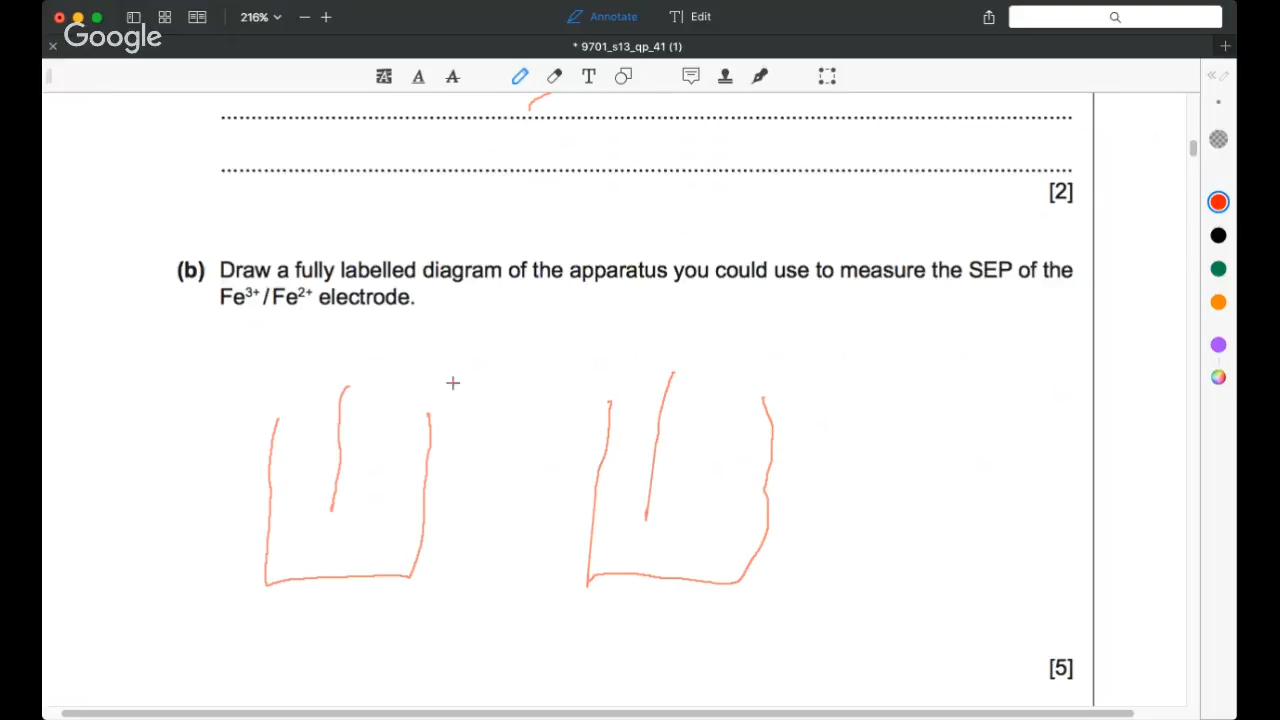 216%
Annotate
T| Edit
Google
* 9701_s13_qp_41 (1)
[2]
(b) Draw a fully labelled diagram of the apparatus you could use to measure the SEP of the
Fe³⁺ / Fe²⁺ electrode.
[5]